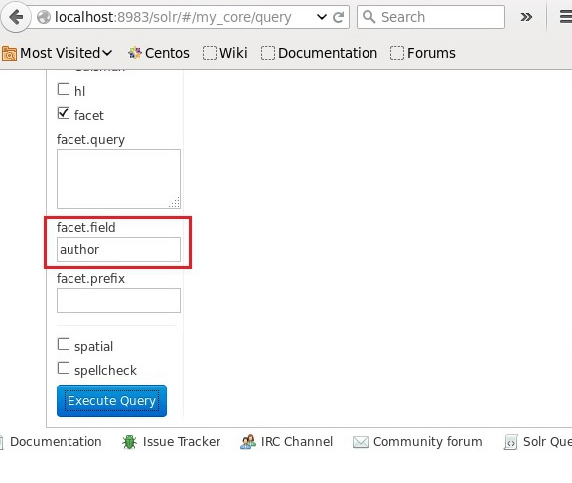 localhost:8983/solr/#/my_core/query
Search
Most Visited
Centos
Wiki
Documentation
Forums
hl
facet
facet.query
facet.field
author
facet.prefix
spatial
spellcheck
Execute Query
Documentation
Issue Tracker
IRC Channel
Community forum
Solr Que